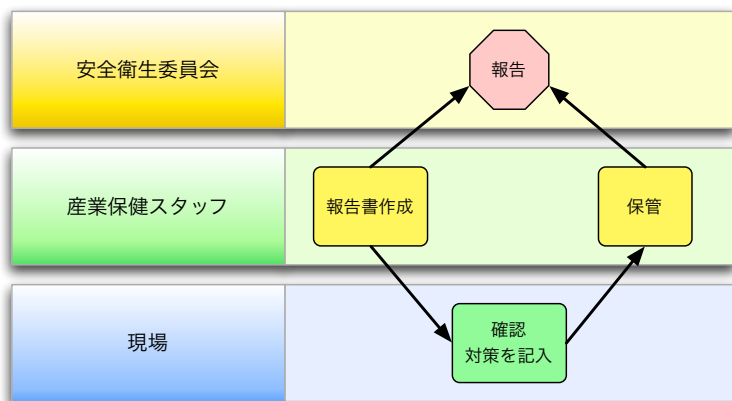 安全衛生委員会
報告
産業保健スタッフ
報告書作成
保管
現場
確認
対策を記入